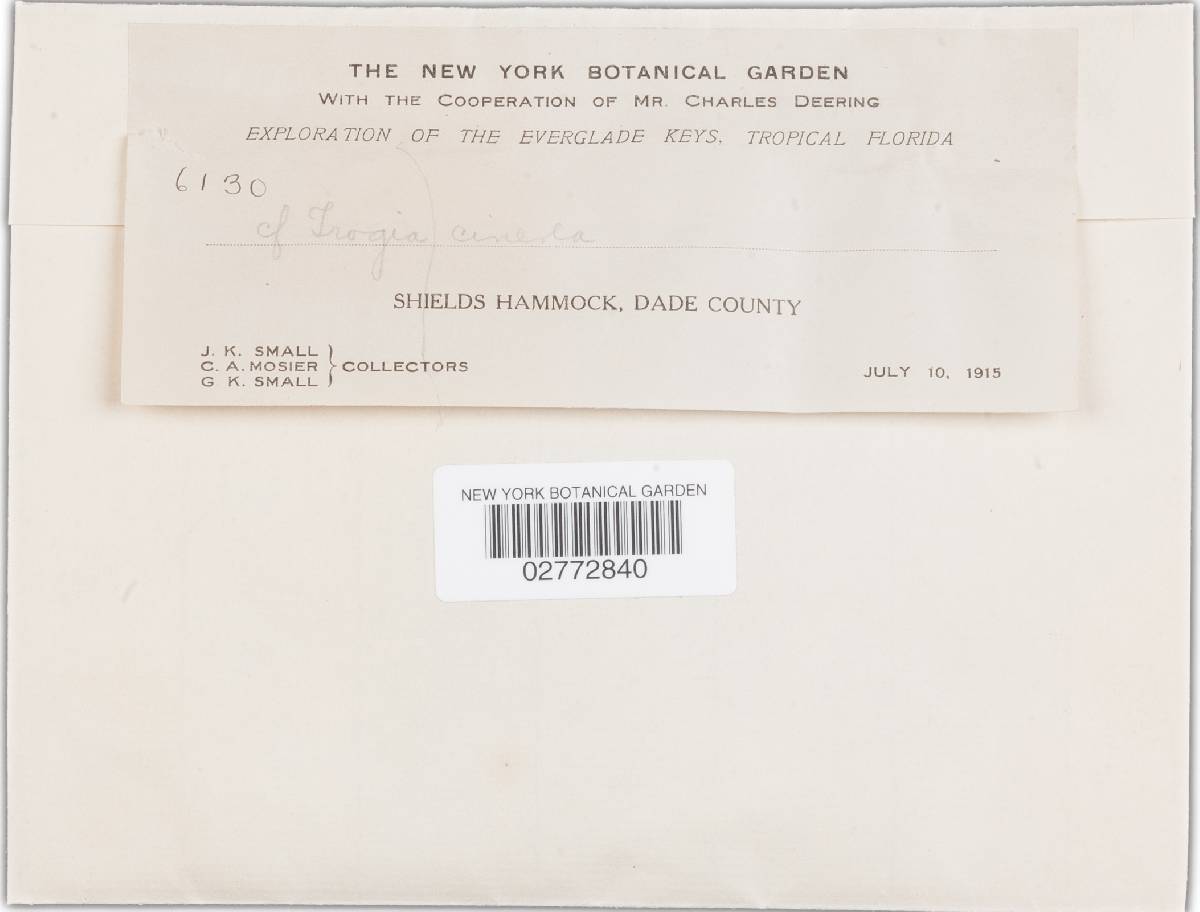 THE NEW YORK BOTANICAL GARDEN
WITH THE COOPERATION OF MR. CHARLES DEERING
EXPLORATION OF THE EVERGLADE KEYS, TROPICAL FLORIDA
6130
cf Trogia
SHIELDS HAMMOCK, DADE COUNTY
J. K. SMALL
C. A. MOSIER } COLLECTORS
G K. SMALL
JULY 10, 1915
NEW YORK BOTANICAL GARDEN
02772840